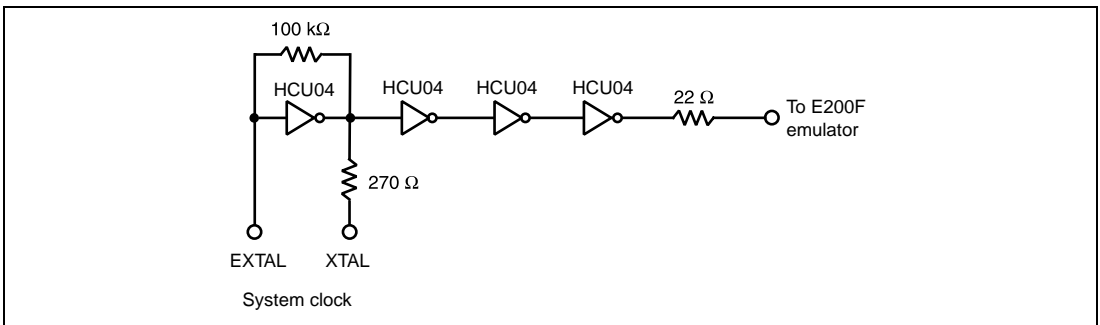 100 kΩ
HCU04
HCU04
HCU04
HCU04
22 Ω
To E200F
emulator
270 Ω
EXTAL
XTAL
System clock